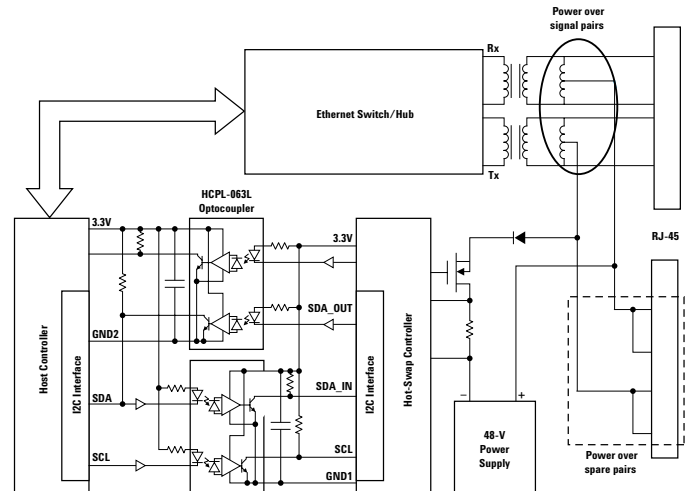 Power over
signal pairs
Rx
Ethernet Switch/Hub
Tx
HCPL-063L
Optocoupler
3.3V
3.3V
RJ-45
SDA_OUT
GND2
Host Controller
I2C Interface
I2C Interface
Hot-Swap Controller
SDA_IN
SDA
– +
48-V
Power
Supply
SCL
SCL
GND1
Power over
spare pairs